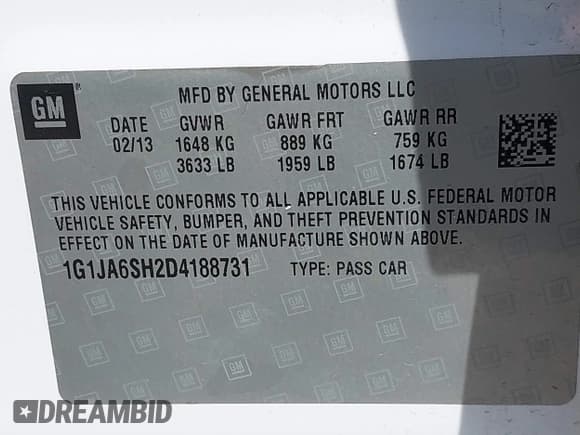 GM
MFD BY GENERAL MOTORS LLC
DATE GVWR GAWR FRT GAWR RR
02/13 1648 KG 889 KG 759 KG
3633 LB 1959 LB 1674 LB
THIS VEHICLE CONFORMS TO ALL APPLICABLE U.S. FEDERAL MOTOR
VEHICLE SAFETY, BUMPER, AND THEFT PREVENTION STANDARDS IN
EFFECT ON THE DATE OF MANUFACTURE SHOWN ABOVE.
1G1JA6SH2D4188731 TYPE: PASS CAR
DREAMBID